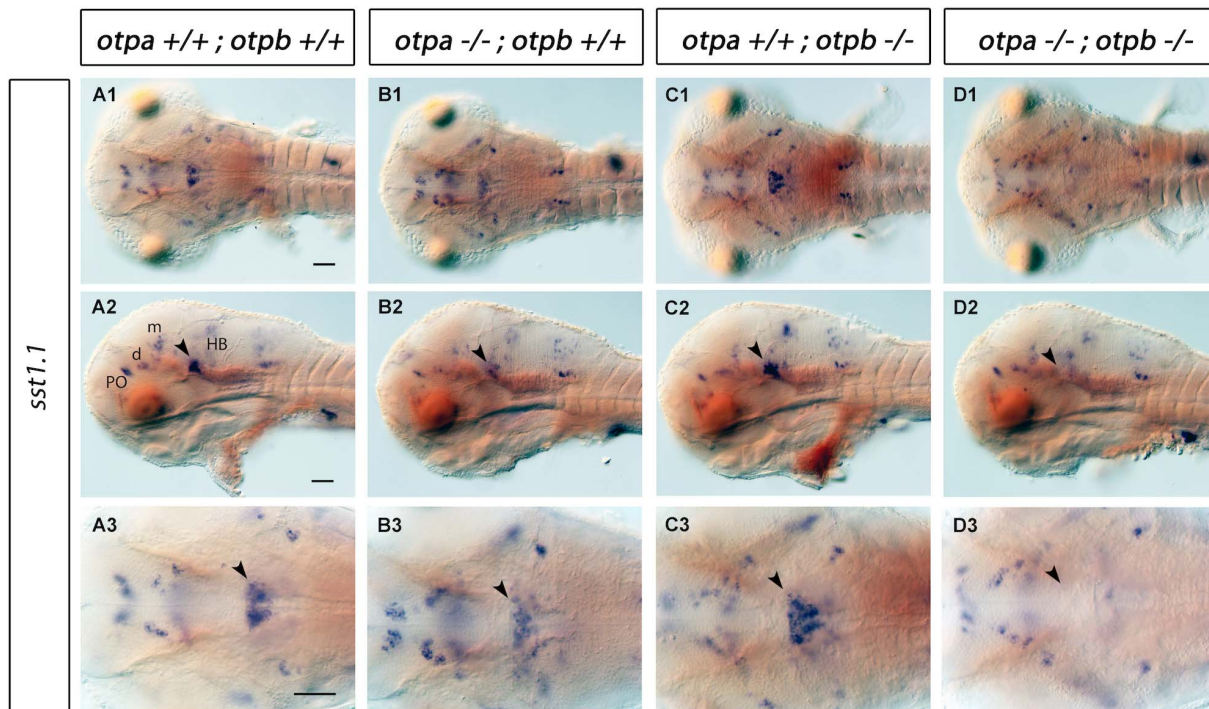 otpa +/+ ; otpb +/+
otpa -/- ; otpb +/+
otpa +/+ ; otpb -/-
otpa -/- ; otpb -/-
sst1.1
A1
B1
C1
D1
A2
m
HB
d
PO
B2
C2
D2
A3
B3
C3
D3